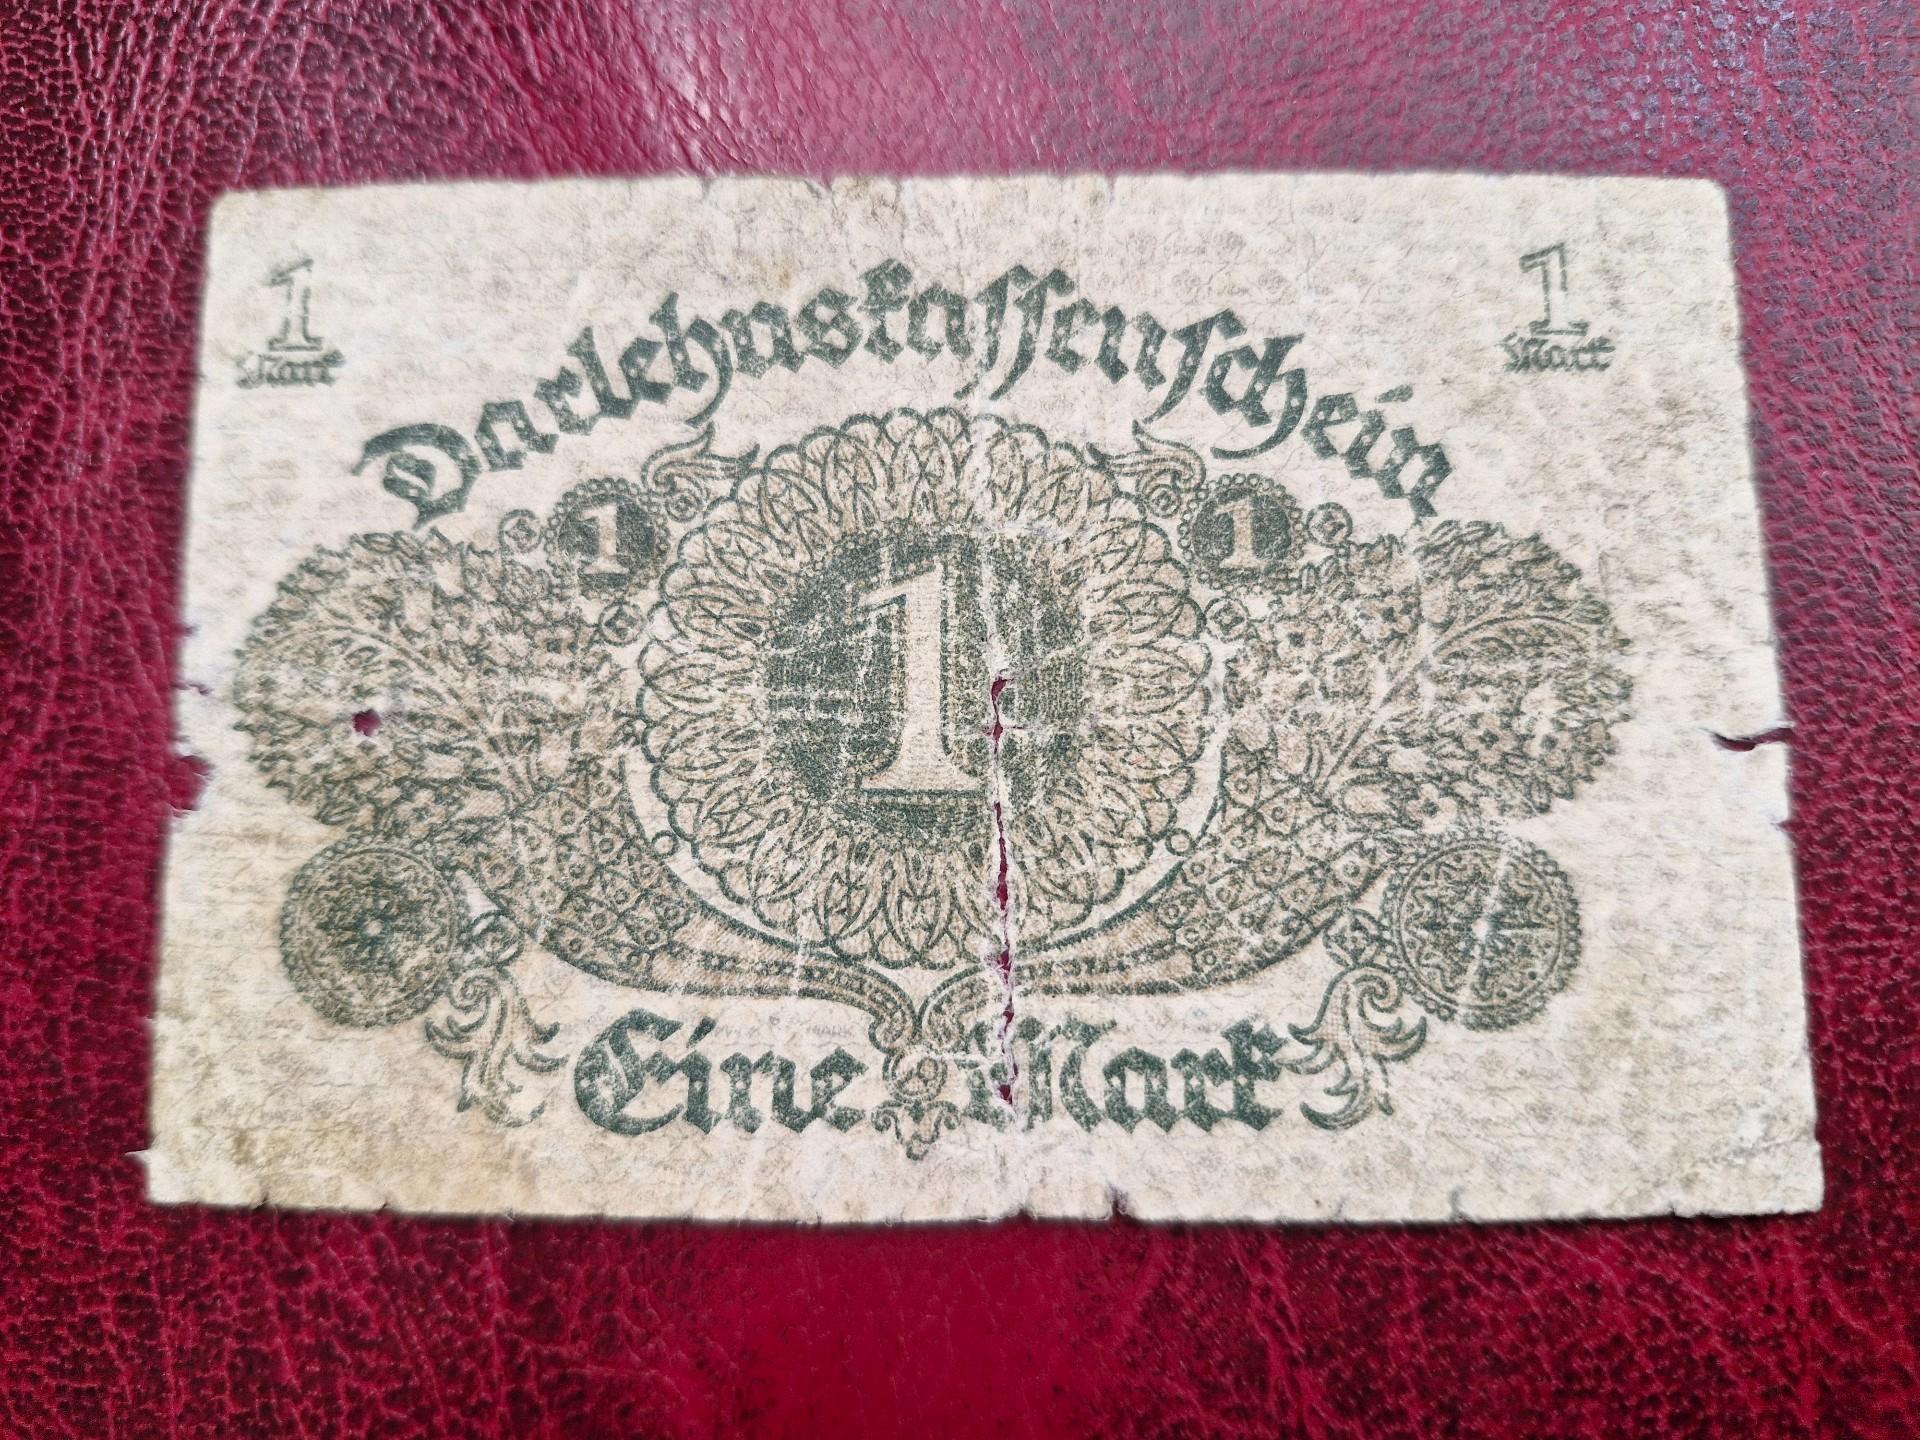 1 1
Mark Mark
Darlehnskassenschein
1 1
1
Eine Mark